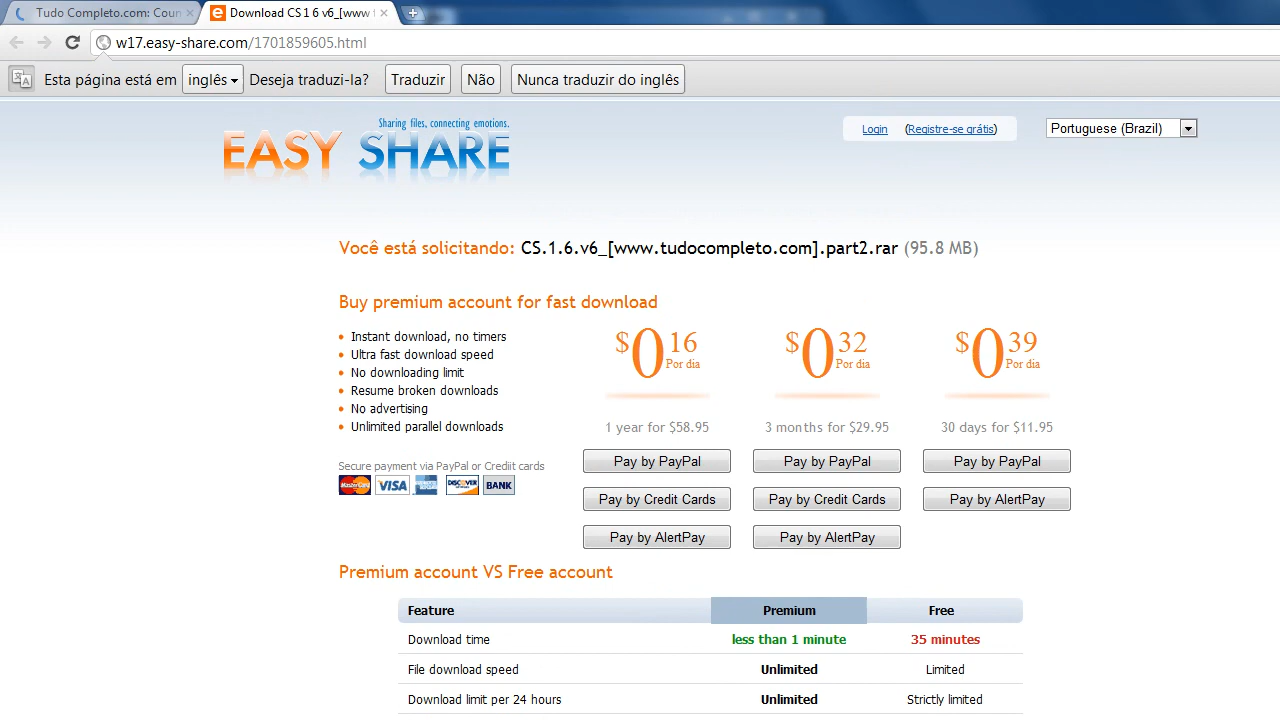 Tudo Completo.com: Coun
Download CS 1 6 v6_[www t
w17.easy-share.com/1701859605.html
Esta página está em inglês Deseja traduzi-la? Traduzir Não Nunca traduzir do inglês
Sharing files, connecting emotions.
EASY SHARE
Login (Registre-se grátis) Portuguese (Brazil)
Você está solicitando: CS.1.6.v6_[www.tudocompleto.com].part2.rar (95.8 MB)
Buy premium account for fast download
Instant download, no timers
Ultra fast download speed
No downloading limit
Resume broken downloads
No advertising
Unlimited parallel downloads
Secure payment via PayPal or Crediit cards
MasterCard VISA DISCOVER BANK
$0 16 Por dia
1 year for $58.95
Pay by PayPal
Pay by Credit Cards
Pay by AlertPay
$0 32 Por dia
3 months for $29.95
Pay by PayPal
Pay by Credit Cards
Pay by AlertPay
$0 39 Por dia
30 days for $11.95
Pay by PayPal
Pay by AlertPay
Premium account VS Free account
Feature Premium Free
Download time less than 1 minute 35 minutes
File download speed Unlimited Limited
Download limit per 24 hours Unlimited Strictly limited